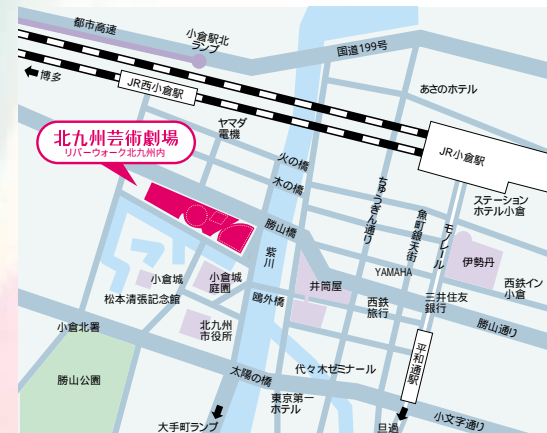 都市高速
小倉駅北
ランプ
国道199号
博多
JR西小倉駅
あさのホテル
ヤマダ
電機
北九州芸術劇場
リバーウォーク北九州内
火の橋
木の橋
JR小倉駅
ちゅうぎん通り
魚町銀天街
モノレール
ステーション
ホテル小倉
勝山橋
紫川
伊勢丹
YAMAHA
小倉城
小倉城
庭園
松本清張記念館
井筒屋
鴎外橋
西鉄
旅行
三井住友
銀行
西鉄イン
小倉
勝山通り
小倉北署
北九州
市役所
平和通駅
勝山公園
太陽の橋
代々木ゼミナール
東京第一
ホテル
小文字通り
大手町ランプ
旦過